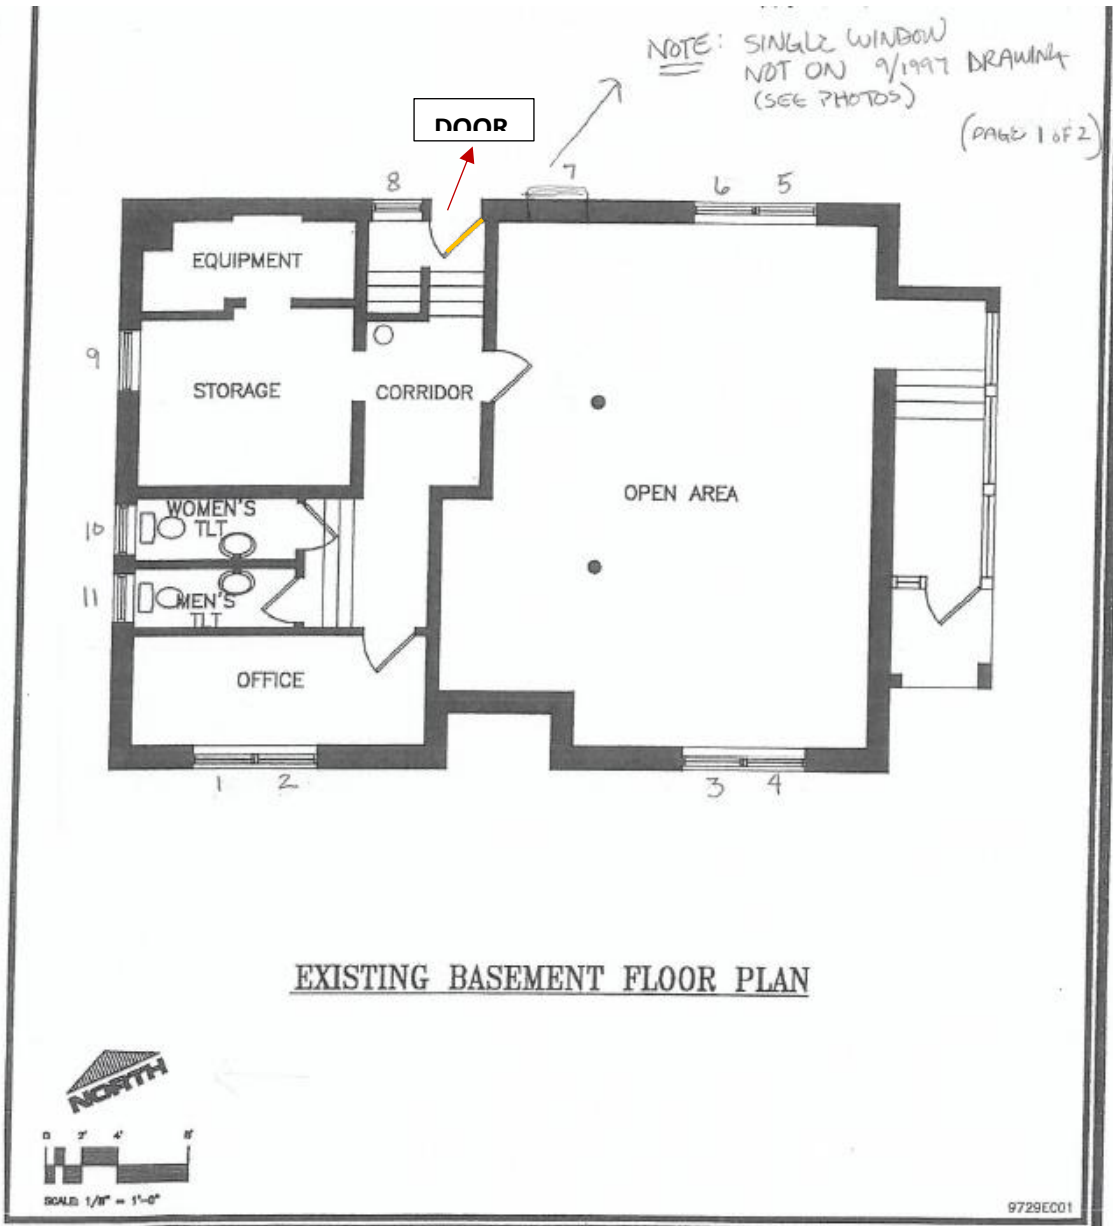 NOTE: SINGLE WINDOW
NOT ON 9/1997 DRAWING
(SEE PHOTOS)
(PAGE 1 OF 2)
DOOR
8
7
6 5
EQUIPMENT
9
STORAGE
CORRIDOR
OPEN AREA
10
WOMEN'S
TLT
11
MEN'S
TLT
OFFICE
1 2
3 4
EXISTING BASEMENT FLOOR PLAN
NORTH
0 2' 4' 8'
SCALE: 1/8" = 1'-0"
9729EC01